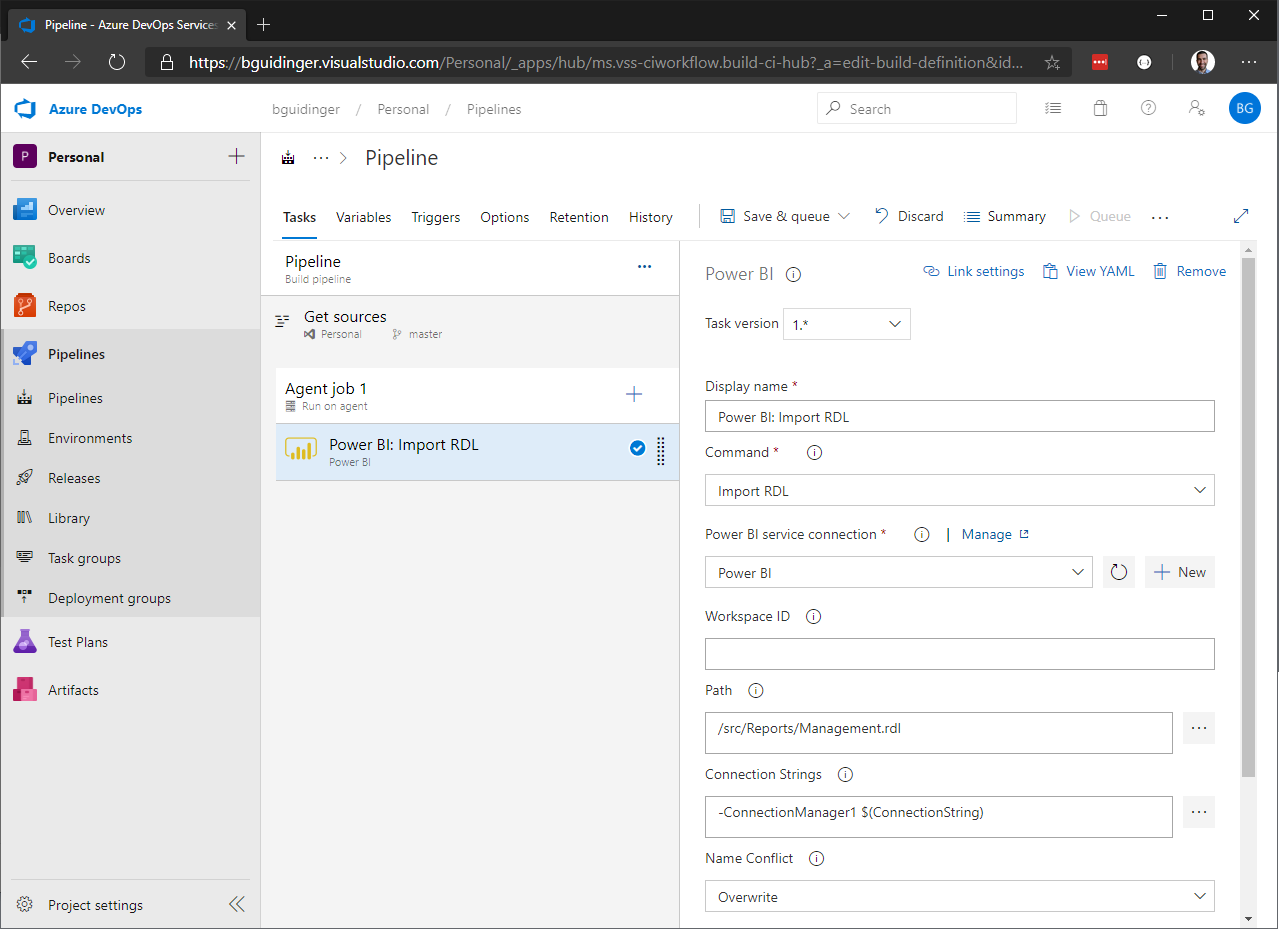 Pipeline - Azure DevOps Services
https://bguidinger.visualstudio.com/Personal/_apps/hub/ms.vss-ciworkflow.build-ci-hub?_a=edit-build-definition&id...
Azure DevOps
bguidinger / Personal / Pipelines
Search
BG
P Personal
Overview
Boards
Repos
Pipelines
Pipelines
Environments
Releases
Library
Task groups
Deployment groups
Test Plans
Artifacts
Project settings
... > Pipeline
Tasks Variables Triggers Options Retention History
Save & queue Discard Summary Queue ...
Pipeline
Build pipeline
Get sources
Personal master
Agent job 1
Run on agent
Power BI: Import RDL
Power BI
Power BI Link settings View YAML Remove
Task version 1.*
Display name *
Power BI: Import RDL
Command *
Import RDL
Power BI service connection * | Manage
Power BI New
Workspace ID
Path
/src/Reports/Management.rdl
Connection Strings
-ConnectionManager1 $(ConnectionString)
Name Conflict
Overwrite